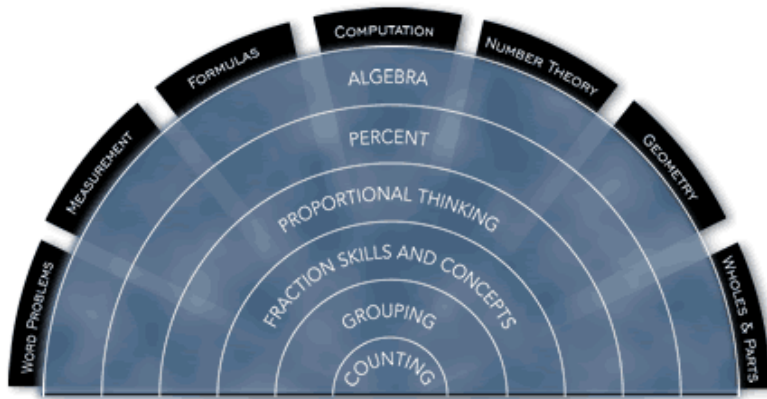 WORD PROBLEMS
MEASUREMENT
FORMULAS
COMPUTATION
NUMBER THEORY
GEOMETRY
WHOLES & PARTS
ALGEBRA
PERCENT
PROPORTIONAL THINKING
FRACTION SKILLS AND CONCEPTS
GROUPING
COUNTING